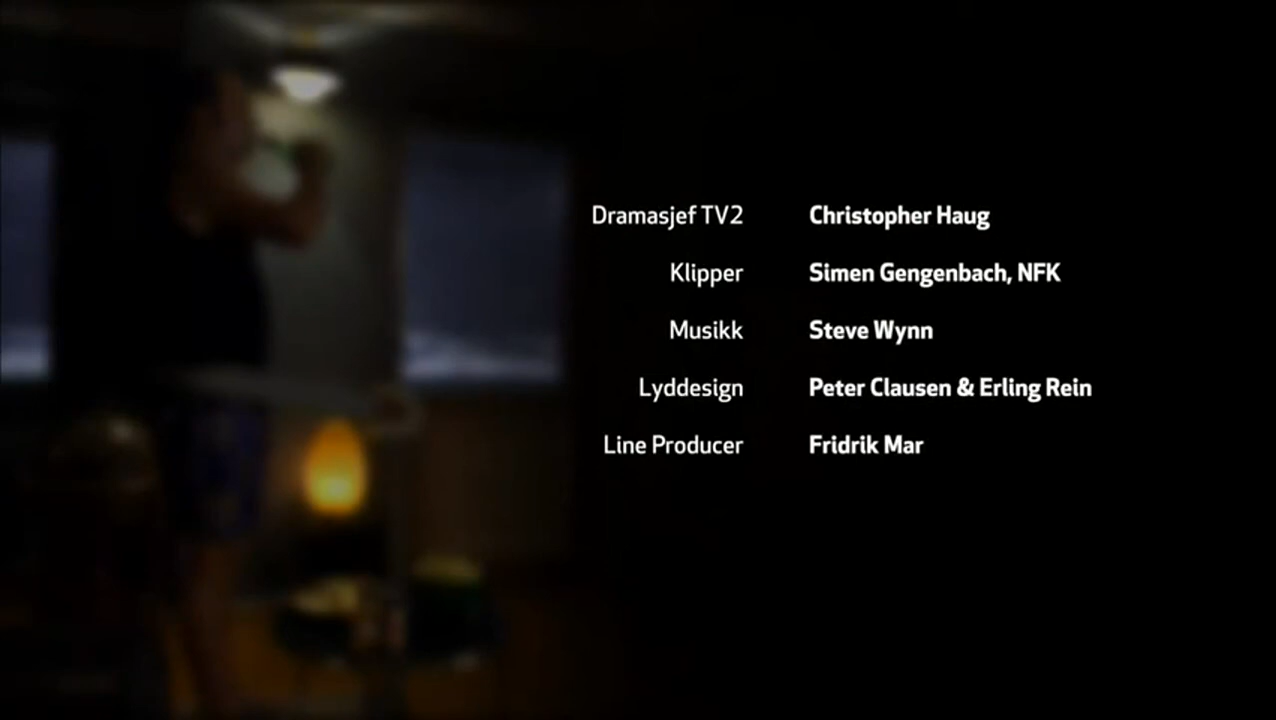 Dramasjef TV2 Christopher Haug
Klipper Simen Gengenbach, NFK
Musikk Steve Wynn
Lyddesign Peter Clausen & Erling Rein
Line Producer Fridrik Mar